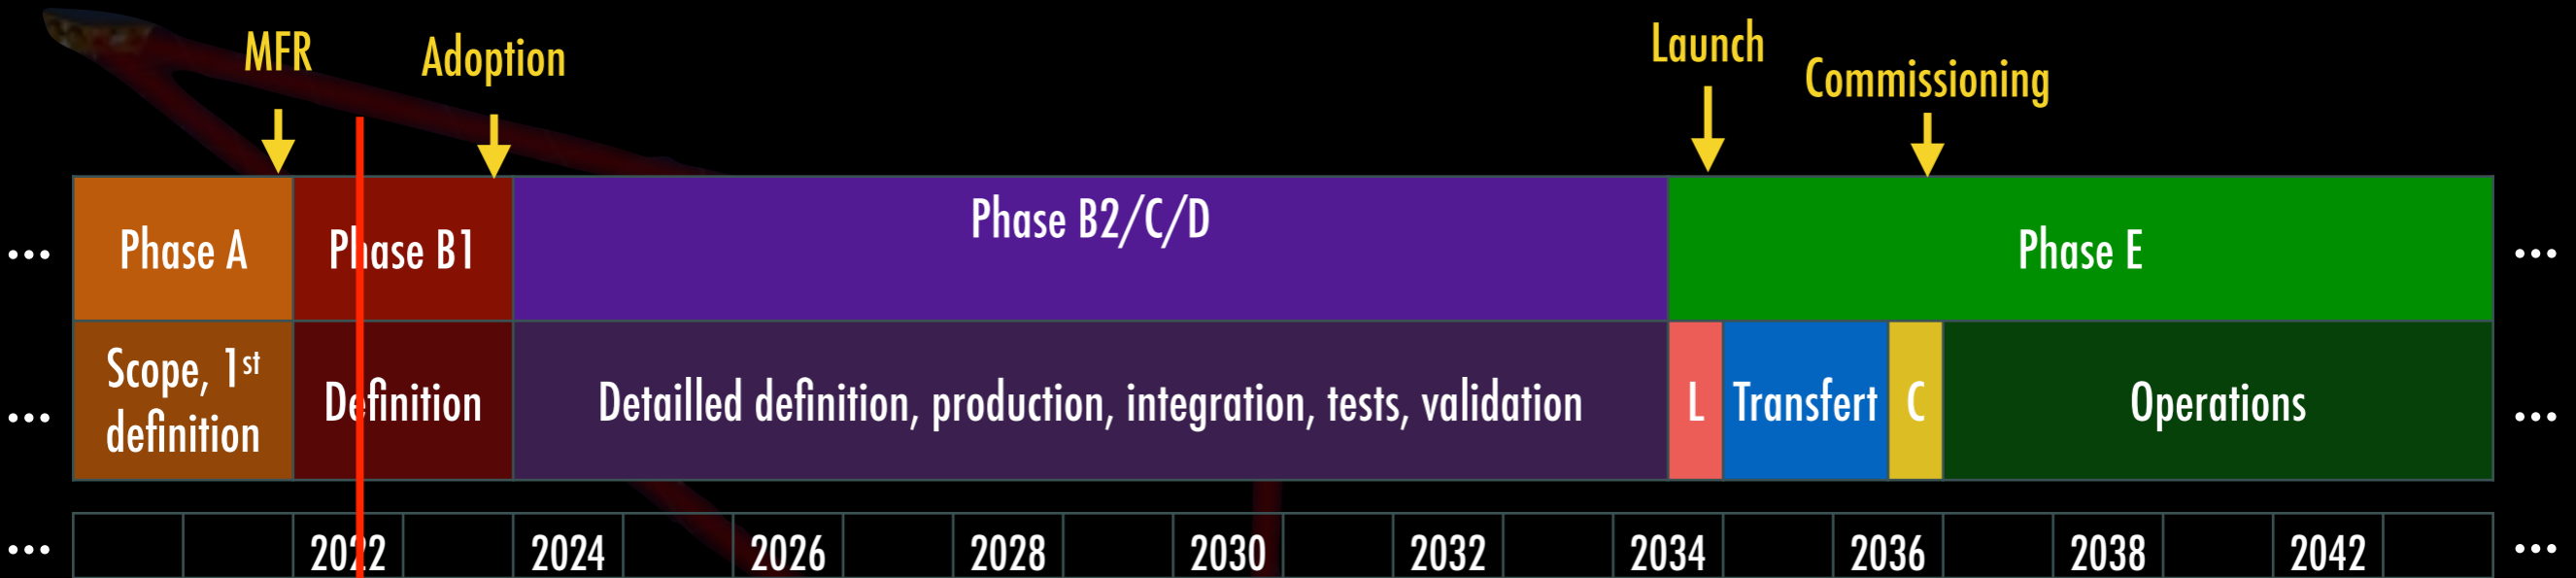 MFR
Adoption
Launch
Commissioning
... Phase A Phase B1 Phase B2/C/D Phase E ...
Scope, 1st
definition
... Definition Detailled definition, production, integration, tests, validation L Transfert C Operations ...
... 2022 2024 2026 2028 2030 2032 2034 2036 2038 2042 ...